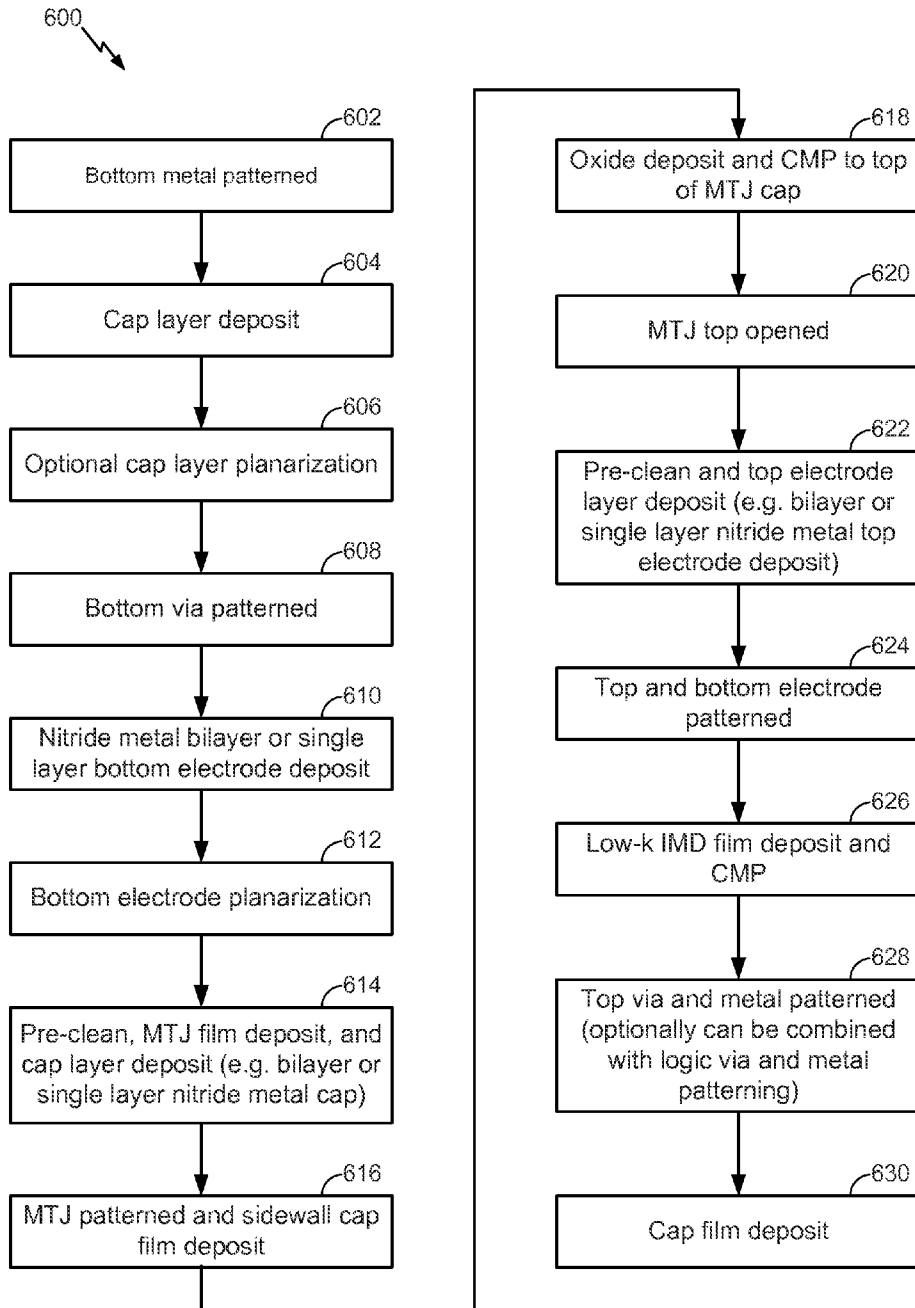 600
602
Bottom metal patterned
604
Cap layer deposit
606
Optional cap layer planarization
608
Bottom via patterned
610
Nitride metal bilayer or single
layer bottom electrode deposit
612
Bottom electrode planarization
614
Pre-clean, MTJ film deposit, and
cap layer deposit (e.g. bilayer or
single layer nitride metal cap)
616
MTJ patterned and sidewall cap
film deposit
618
Oxide deposit and CMP to top
of MTJ cap
620
MTJ top opened
622
Pre-clean and top electrode
layer deposit (e.g. bilayer or
single layer nitride metal top
electrode deposit)
624
Top and bottom electrode
patterned
626
Low-k IMD film deposit and
CMP
628
Top via and metal patterned
(optionally can be combined
with logic via and metal
patterning)
630
Cap film deposit